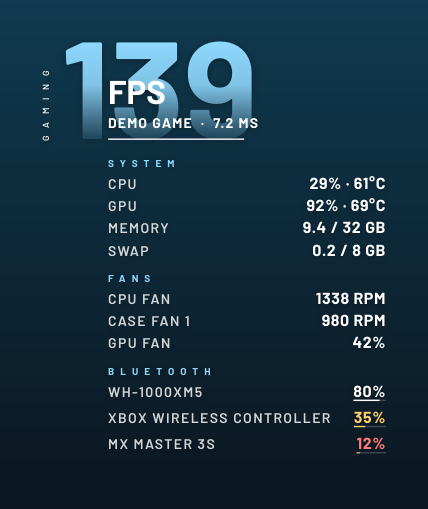 GAMING
139
FPS
DEMO GAME · 7.2 MS
SYSTEM
CPU 29% · 61°C
GPU 92% · 69°C
MEMORY 9.4 / 32 GB
SWAP 0.2 / 8 GB
FANS
CPU FAN 1338 RPM
CASE FAN 1 980 RPM
GPU FAN 42%
BLUETOOTH
WH-1000XM5 80%
XBOX WIRELESS CONTROLLER 35%
MX MASTER 3S 12%